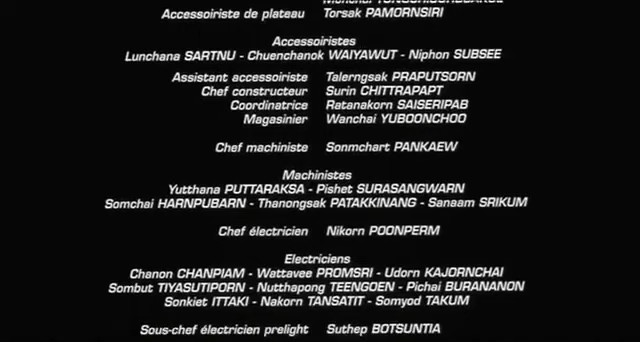 Accessoiriste de plateau Torsak PAMORNSIRI
Accessoiristes
Lunchana SARTNU - Chuenchanok WAIYAWUT - Niphon SUBSEE
Assistant accessoiriste Talerngsak PRAPUTSORN
Chef constructeur Surin CHITTRAPAPT
Coordinatrice Ratanakorn SAISERIPAB
Magasinier Wanchai YUBOONCHOO
Chef machiniste Sonmchart PANKAEW
Machinistes
Yutthana PUTTARAKSA - Pishet SURASANGWARN
Somchai HARNPUBARN - Thanongsak PATAKKINANG - Sanaam SRIKUM
Chef électricien Nikorn POONPERM
Electriciens
Chanon CHANPIAM - Wattavee PROMSRI - Udorn KAJORNCHAI
Sombut TIYASUTIPORN - Nutthapong TEENGOEN - Pichai BURANANON
Sonkiet ITTAKI - Nakorn TANSATIT - Somyod TAKUM
Sous-chef électricien prelight Suthep BOTSUNTIA